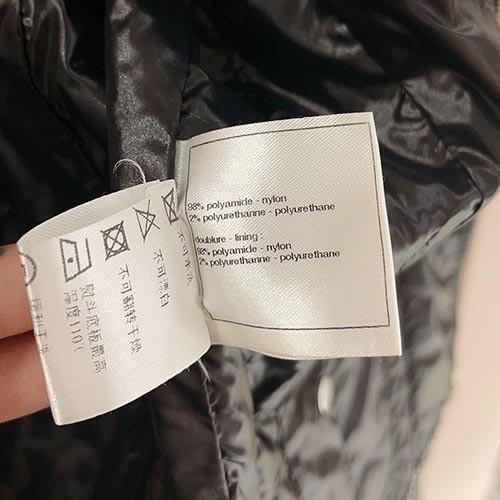 98% polyamide - nylon
2% polyurethanne - polyurethane
doublure - lining :
98% polyamide - nylon
2% polyurethanne - polyurethane
不可水洗
不可漂白
不可翻转干燥
熨斗底板最高
温度110℃